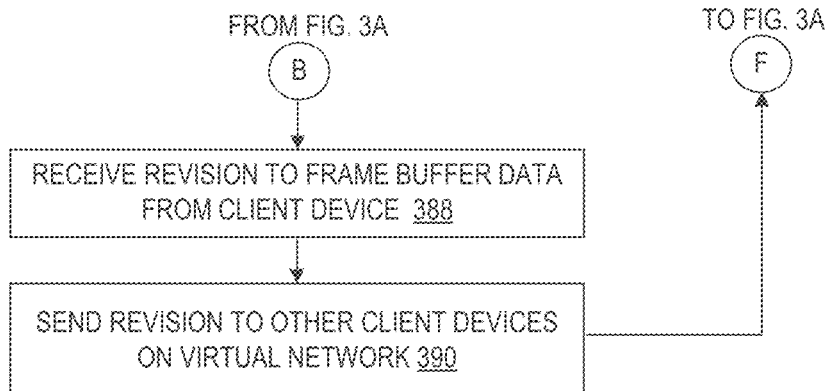 FROM FIG. 3A
B
TO FIG. 3A
F
RECEIVE REVISION TO FRAME BUFFER DATA
FROM CLIENT DEVICE 388
SEND REVISION TO OTHER CLIENT DEVICES
ON VIRTUAL NETWORK 390